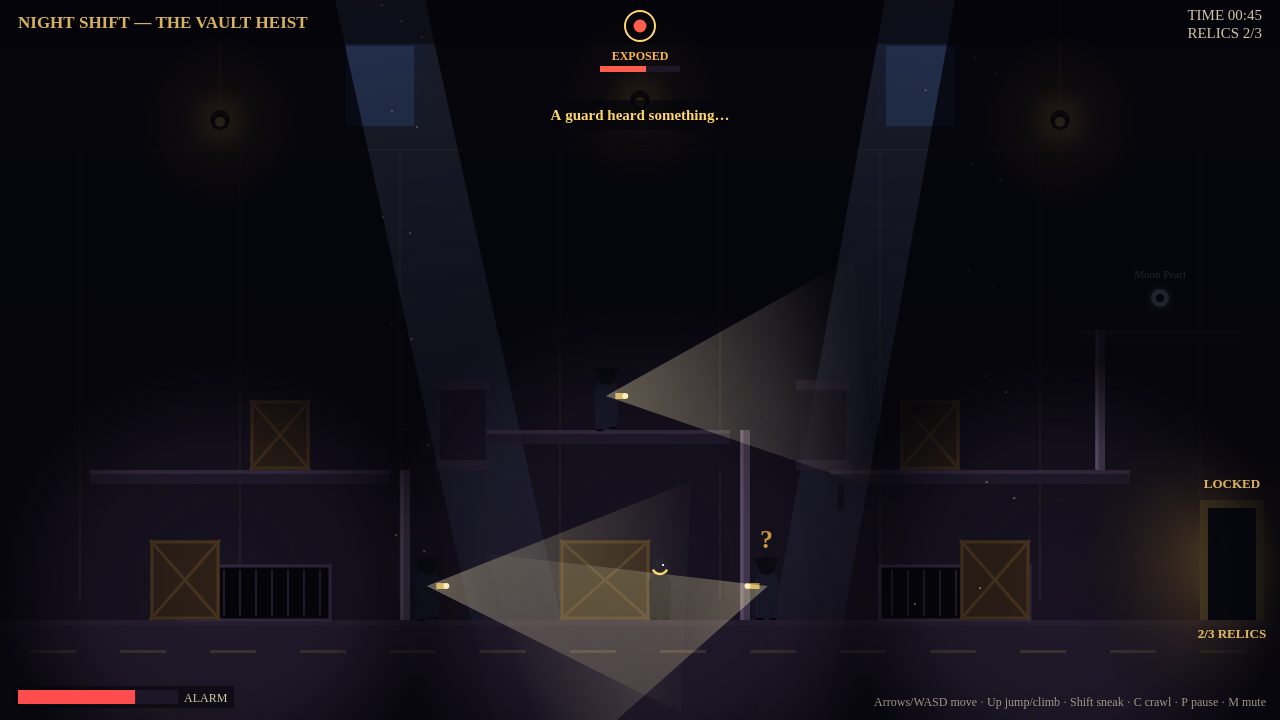 NIGHT SHIFT — THE VAULT HEIST
TIME 00:45
RELICS 2/3
EXPOSED
A guard heard something…
Moon Pearl
LOCKED
?
2/3 RELICS
ALARM
Arrows/WASD move · Up jump/climb · Shift sneak · C crawl · P pause · M mute